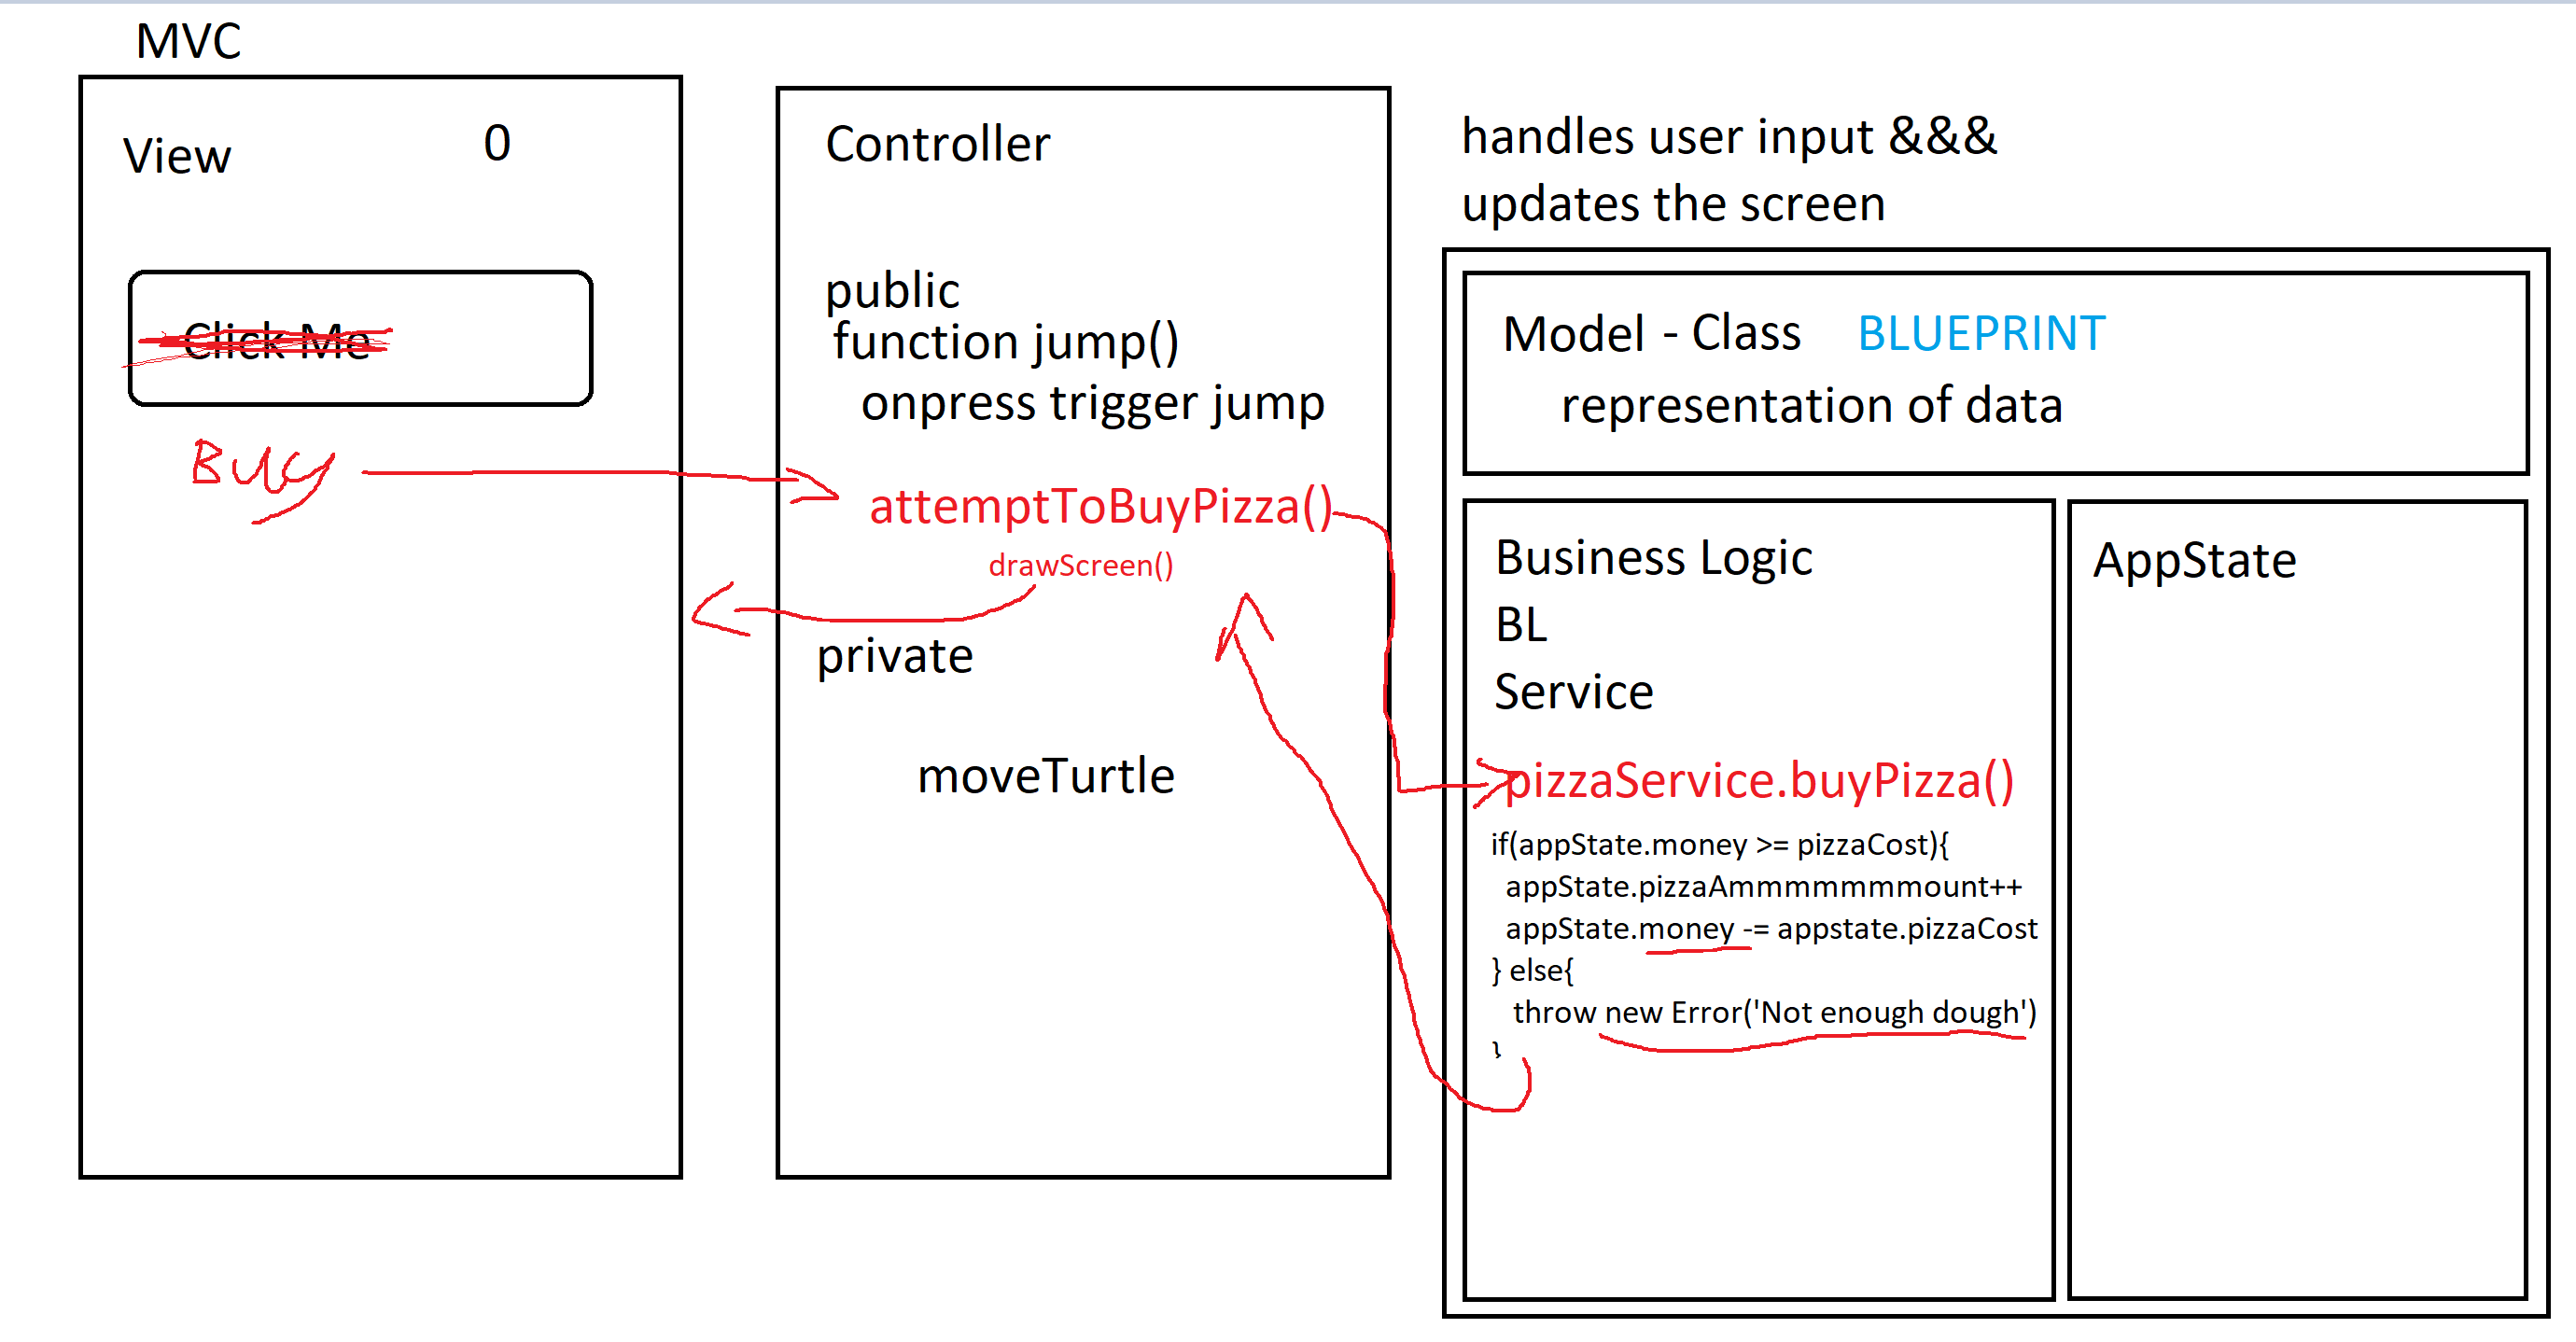 MVC
View
0
Click Me
Buy
Controller
public
function jump()
onpress trigger jump
attemptToBuyPizza()
drawScreen()
private
moveTurtle
handles user input &&&
updates the screen
Model - Class BLUEPRINT
representation of data
Business Logic
BL
Service
pizzaService.buyPizza()
if(appState.money >= pizzaCost){
appState.pizzaAmmmmmmmount++
appState.money -= appstate.pizzaCost
} else{
throw new Error('Not enough dough')
}
AppState